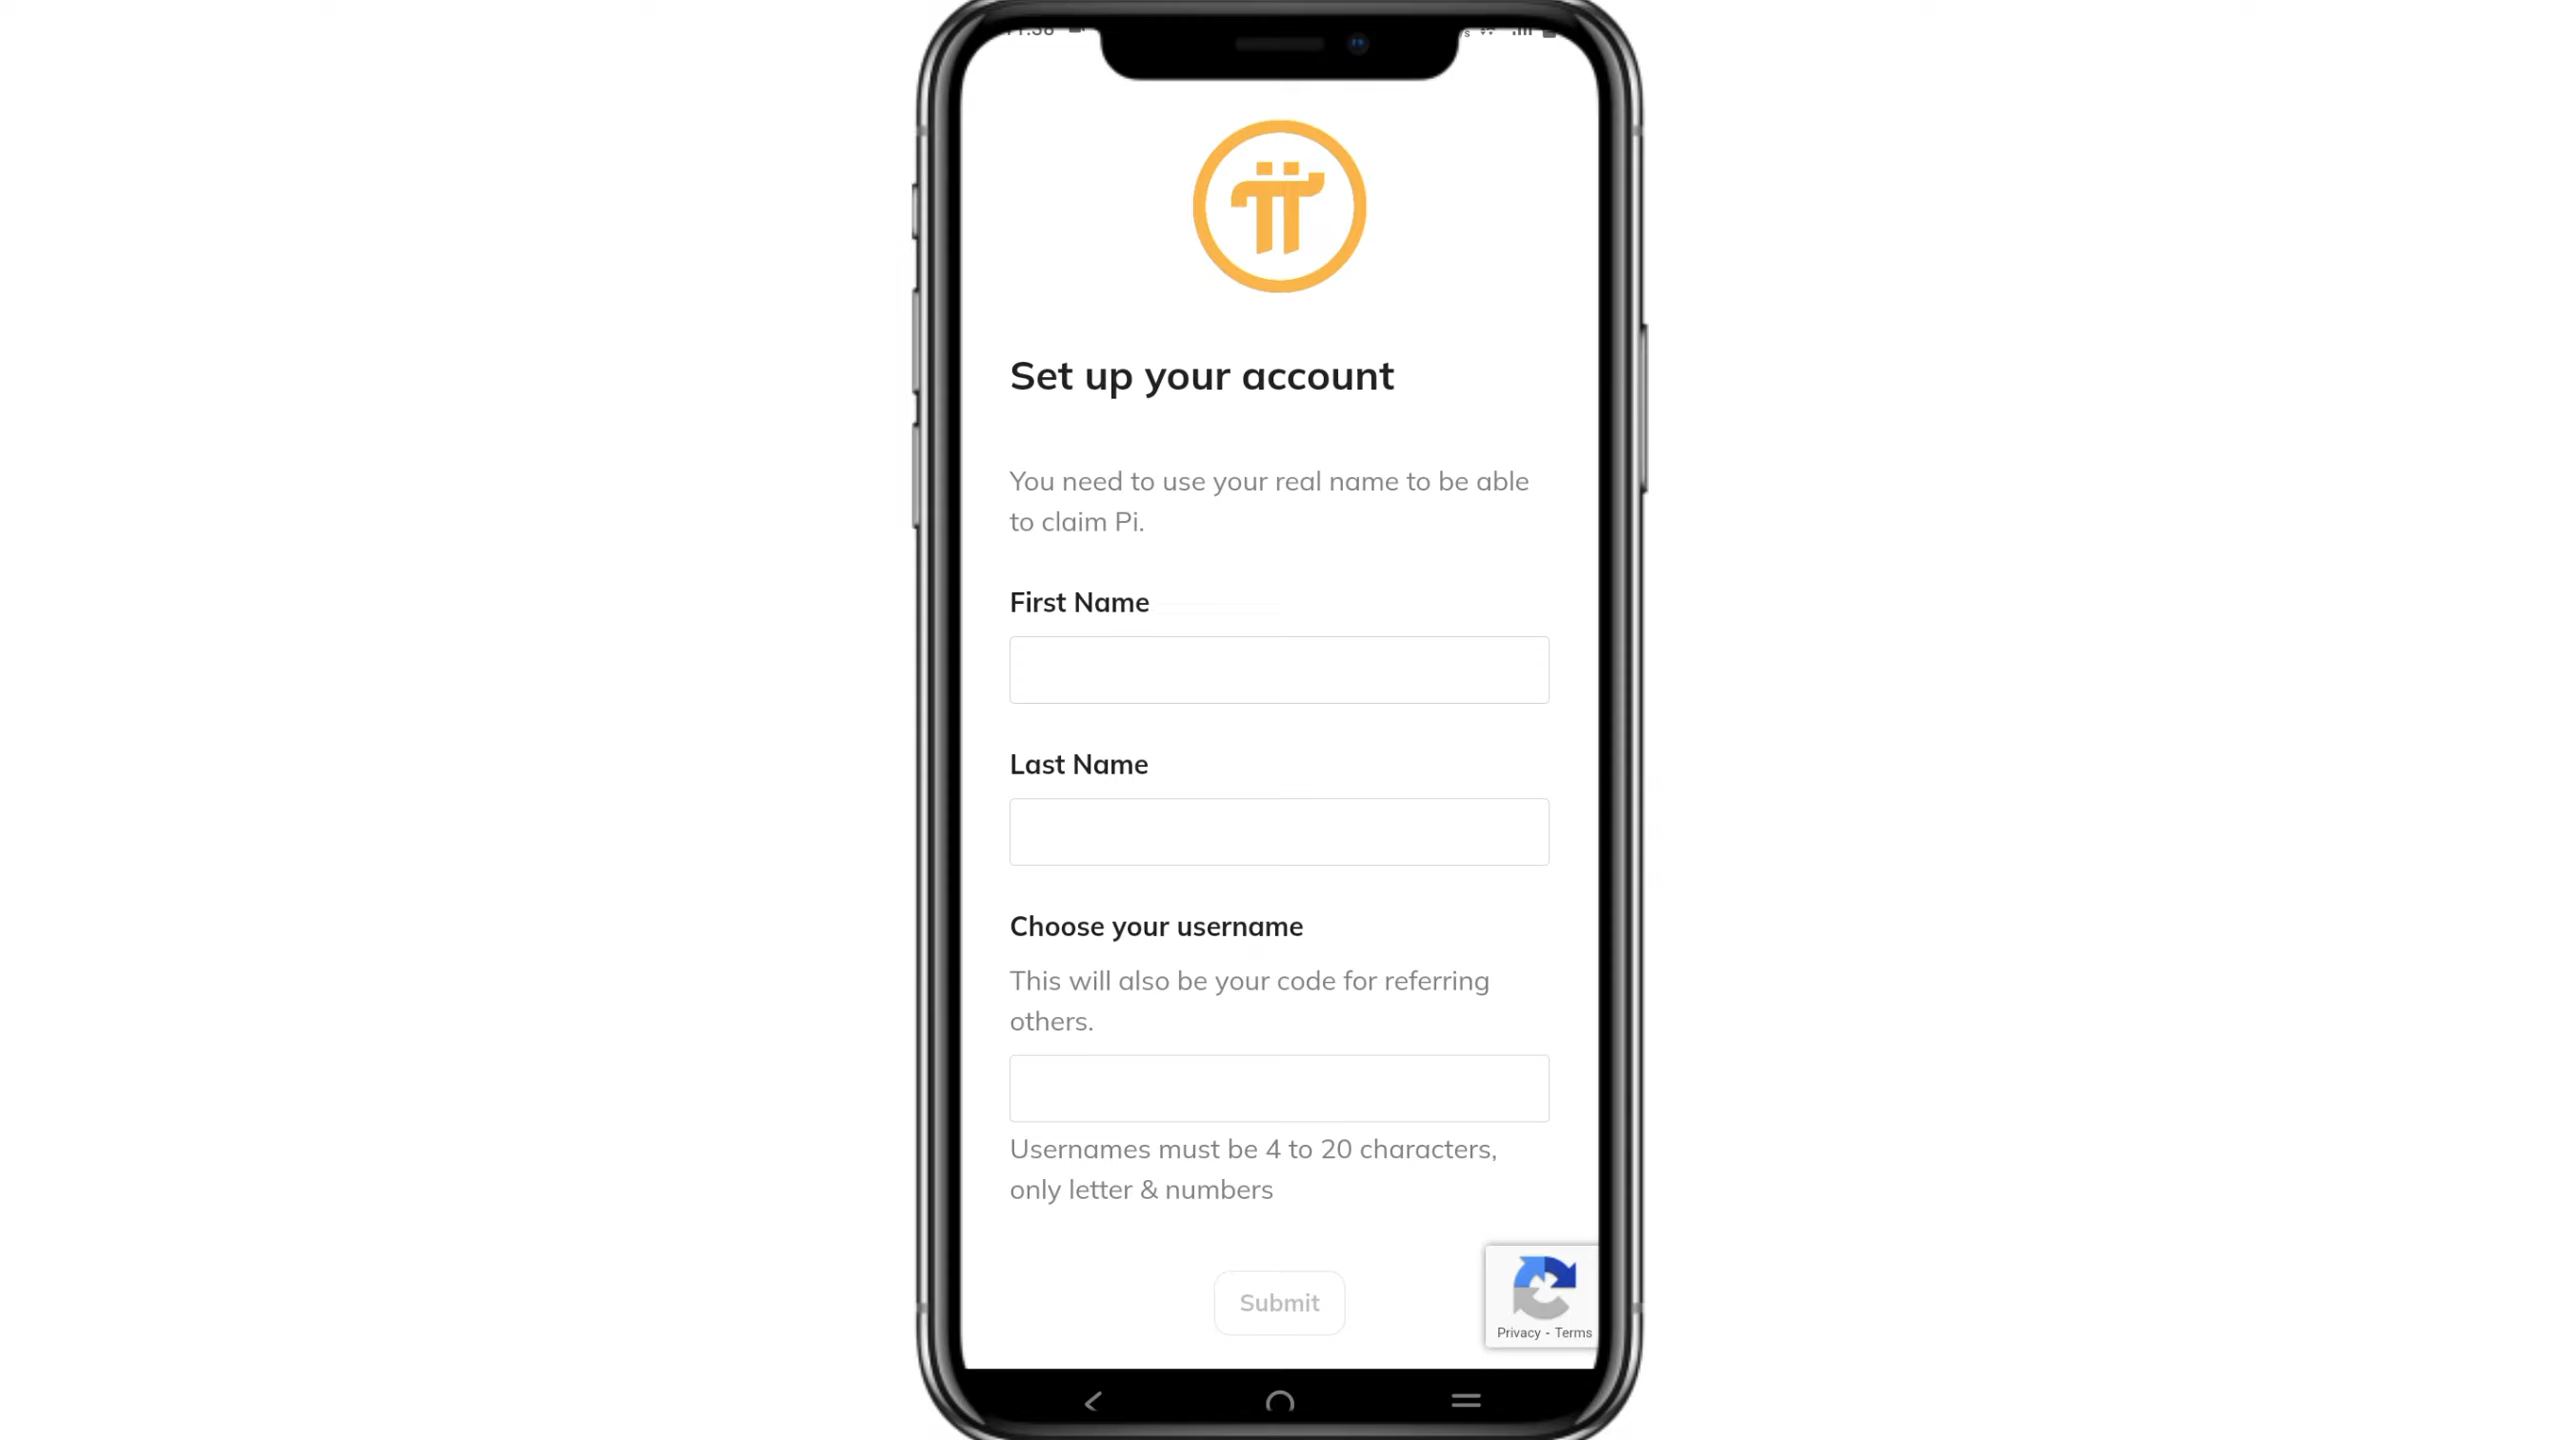 Set up your account
You need to use your real name to be able
to claim Pi.
First Name
Last Name
Choose your username
This will also be your code for referring
others.
Usernames must be 4 to 20 characters,
only letter & numbers
Submit
Privacy - Terms